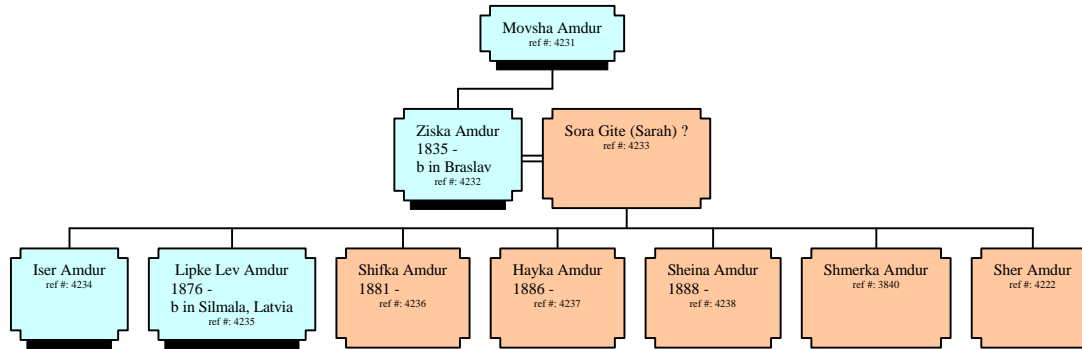 Movsha Amdur
ref #: 4231
Ziska Amdur
1835 -
b in Braslav
ref #: 4232
Sora Gite (Sarah) ?
ref #: 4233
Iser Amdur
ref #: 4234
Lipke Lev Amdur
1876 -
b in Silmala, Latvia
ref #: 4235
Shifka Amdur
1881 -
ref #: 4236
Hayka Amdur
1886 -
ref #: 4237
Sheina Amdur
1888 -
ref #: 4238
Shmerka Amdur
ref #: 3840
Sher Amdur
ref #: 4222